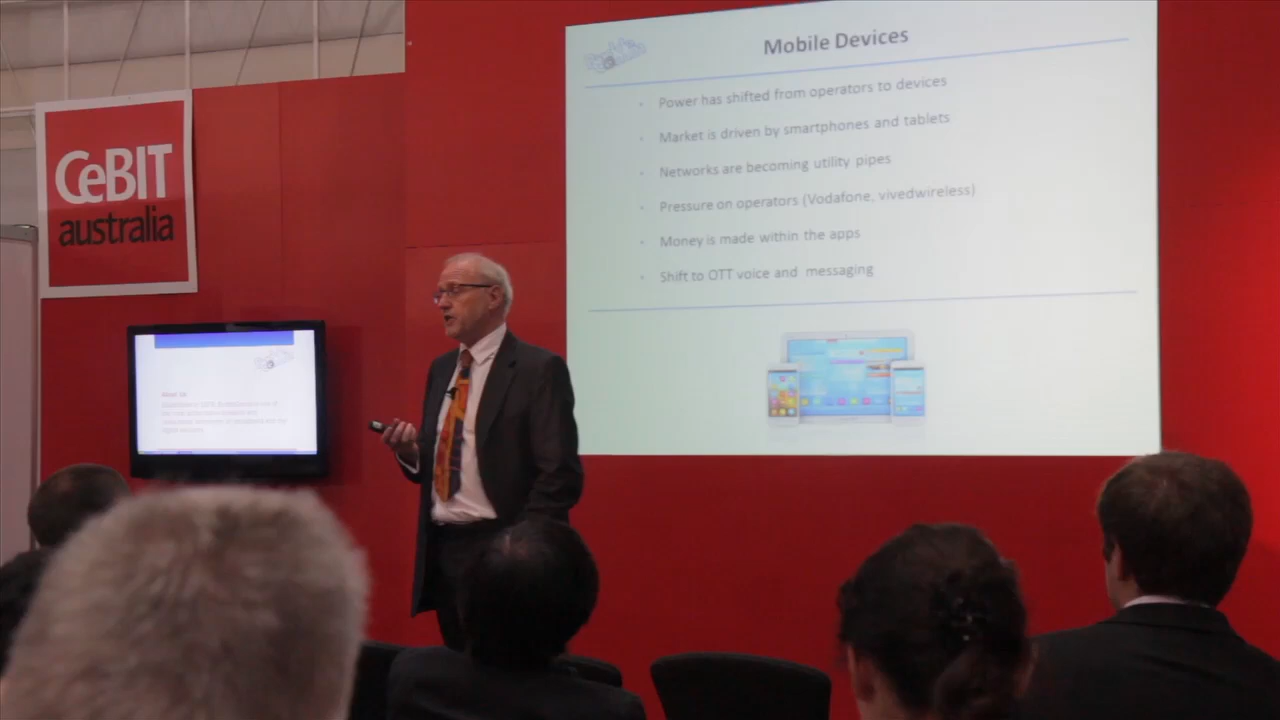 CeBIT
australia
Mobile Devices
Power has shifted from operators to devices
Market is driven by smartphones and tablets
Networks are becoming utility pipes
Pressure on operators (Vodafone, vivedwireless)
Money is made within the apps
Shift to OTT voice and messaging